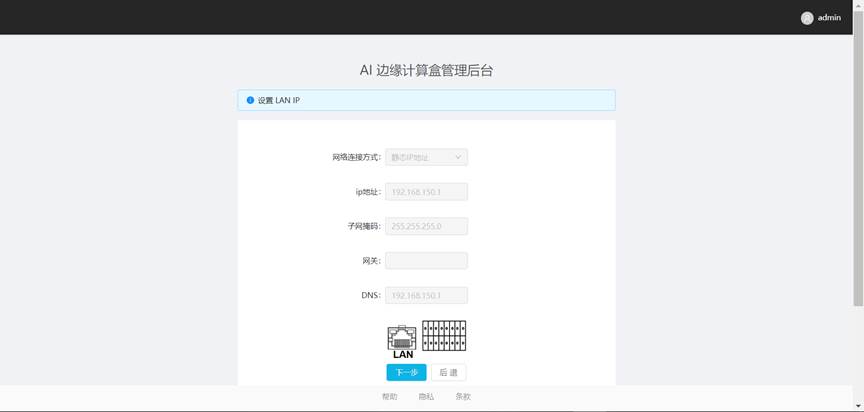 admin
AI 边缘计算盒管理后台
设置 LAN IP
网络连接方式: 静态IP地址
ip地址: 192.168.150.1
子网掩码: 255.255.255.0
网关:
DNS: 192.168.150.1
LAN
下一步 后 退
帮助 隐私 条款